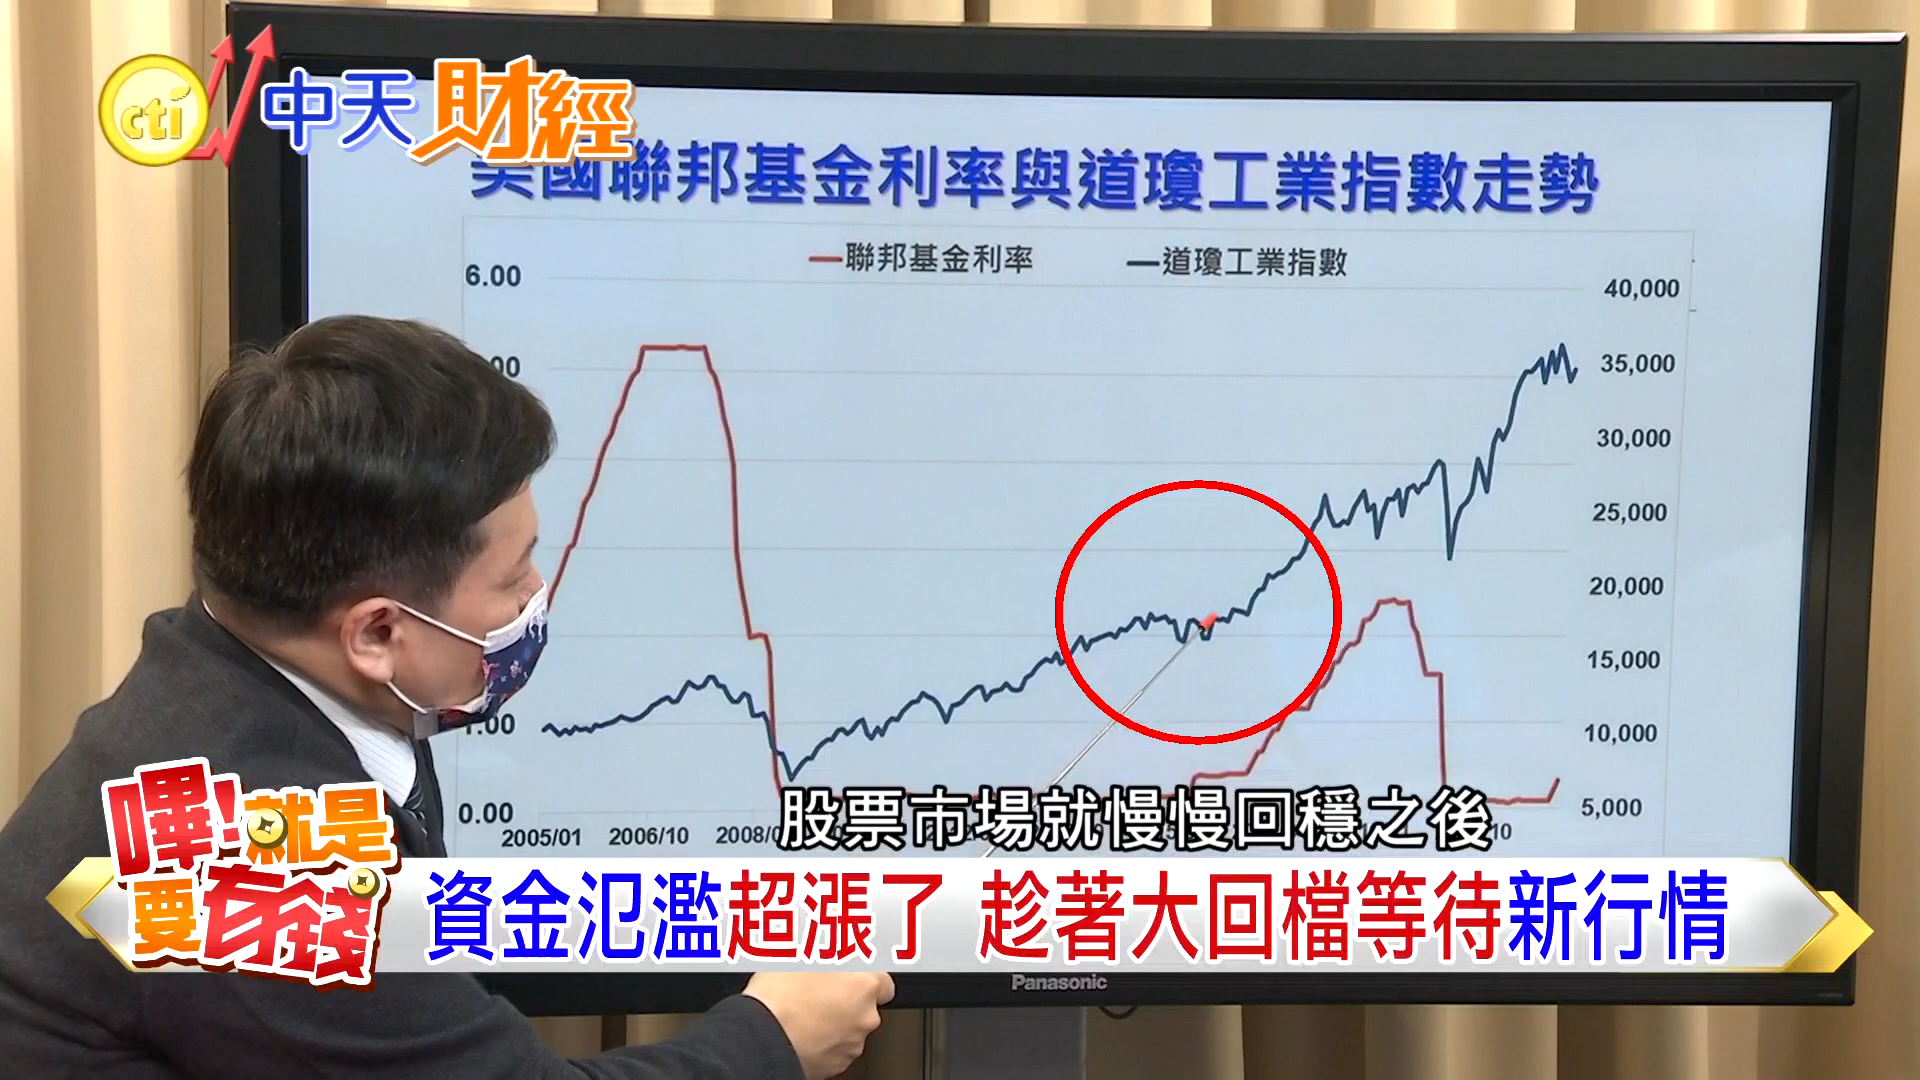 cti 中天財經
美國聯邦基金利率與道瓊工業指數走勢
聯邦基金利率 道瓊工業指數
6.00
40,000
35,000
30,000
25,000
20,000
15,000
1.00
10,000
0.00
5,000
2005/01 2006/10
股票市場就慢慢回穩之後
嗶!就是要有錢
資金氾濫超漲了 趁著大回檔等待新行情
Panasonic